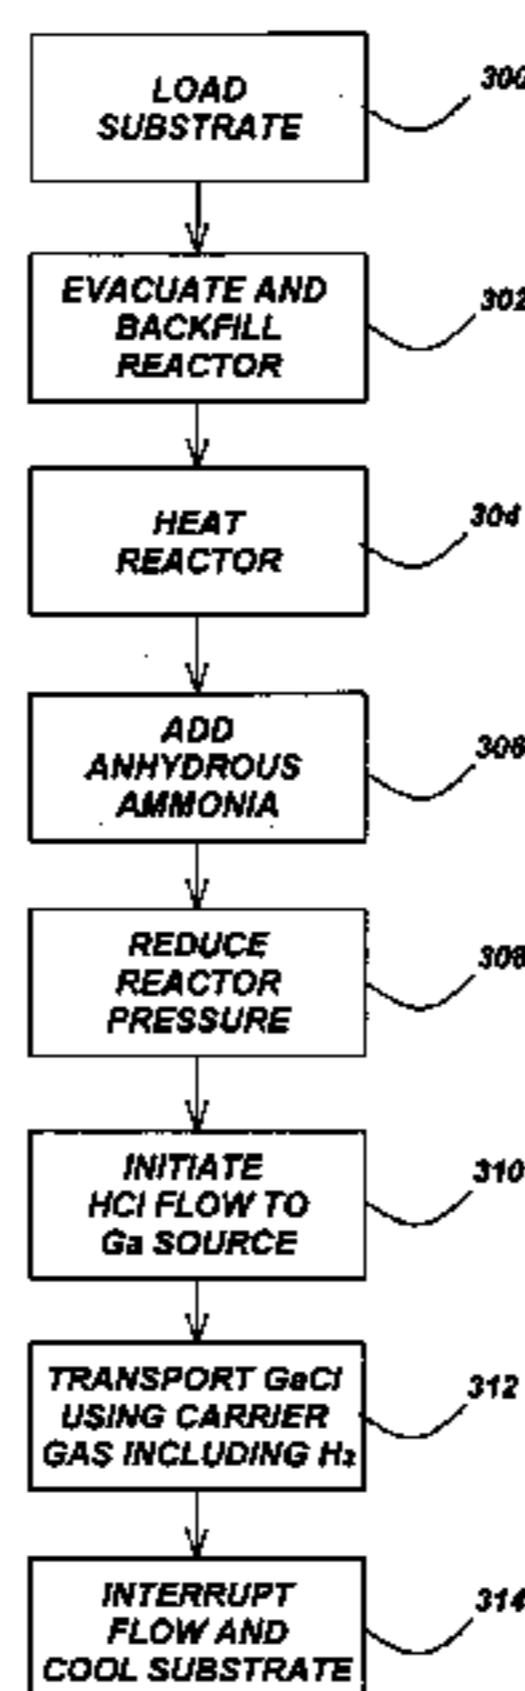 LOAD
SUBSTRATE
300
EVACUATE AND
BACKFILL
REACTOR
302
HEAT
REACTOR
304
ADD
ANHYDROUS
AMMONIA
306
REDUCE
REACTOR
PRESSURE
308
INITIATE
HCl FLOW TO
Ga SOURCE
310
TRANSPORT GaCl
USING CARRIER
GAS INCLUDING H₂
312
INTERRUPT
FLOW AND
COOL SUBSTRATE
314